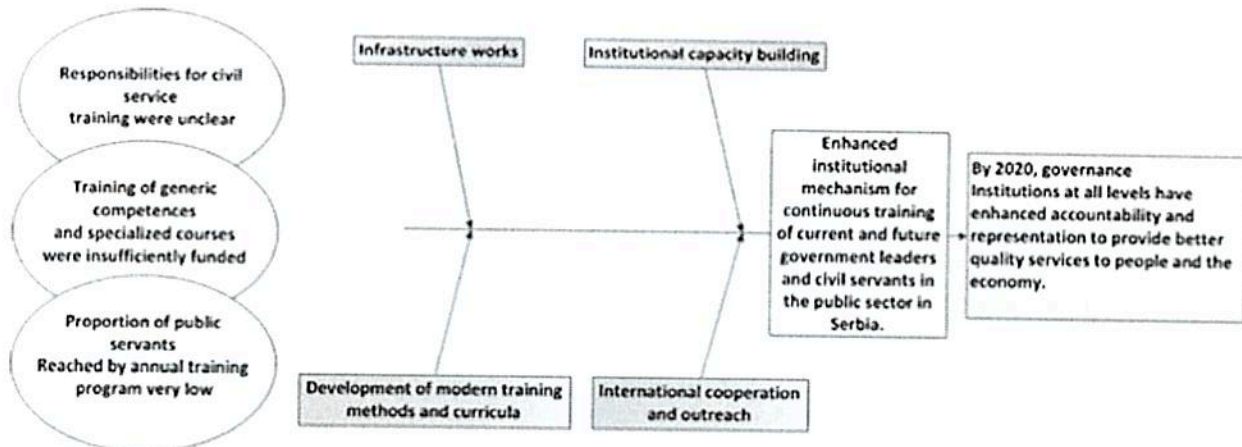 Responsibilities for civil
service
training were unclear
Training of generic
competences
and specialized courses
were insufficiently funded
Proportion of public
servants
Reached by annual training
program very low
Infrastructure works
Institutional capacity building
Development of modern training
methods and curricula
International cooperation
and outreach
Enhanced
institutional
mechanism for
continuous training
of current and future
government leaders
and civil servants in
the public sector in
Serbia.
By 2020, governance
Institutions at all levels have
enhanced accountability and
representation to provide better
quality services to people and the
economy.